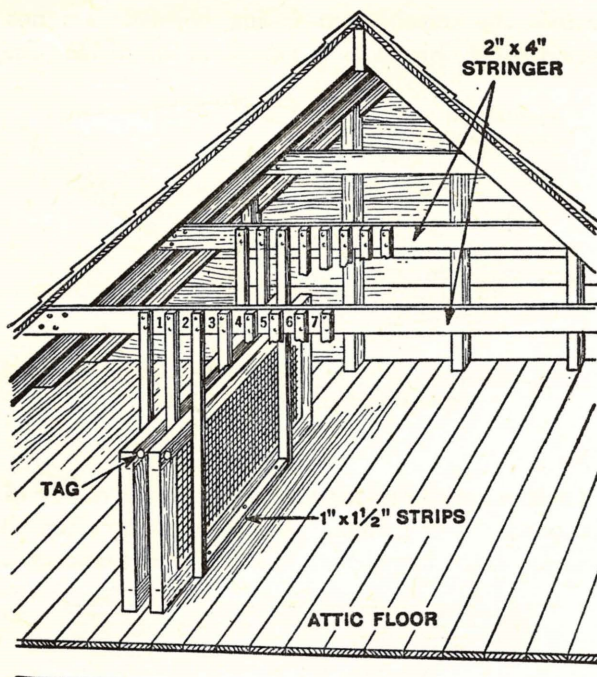 2" x 4"
STRINGER
1 2 3 4 5 6 7
TAG
1" x 1½" STRIPS
ATTIC FLOOR